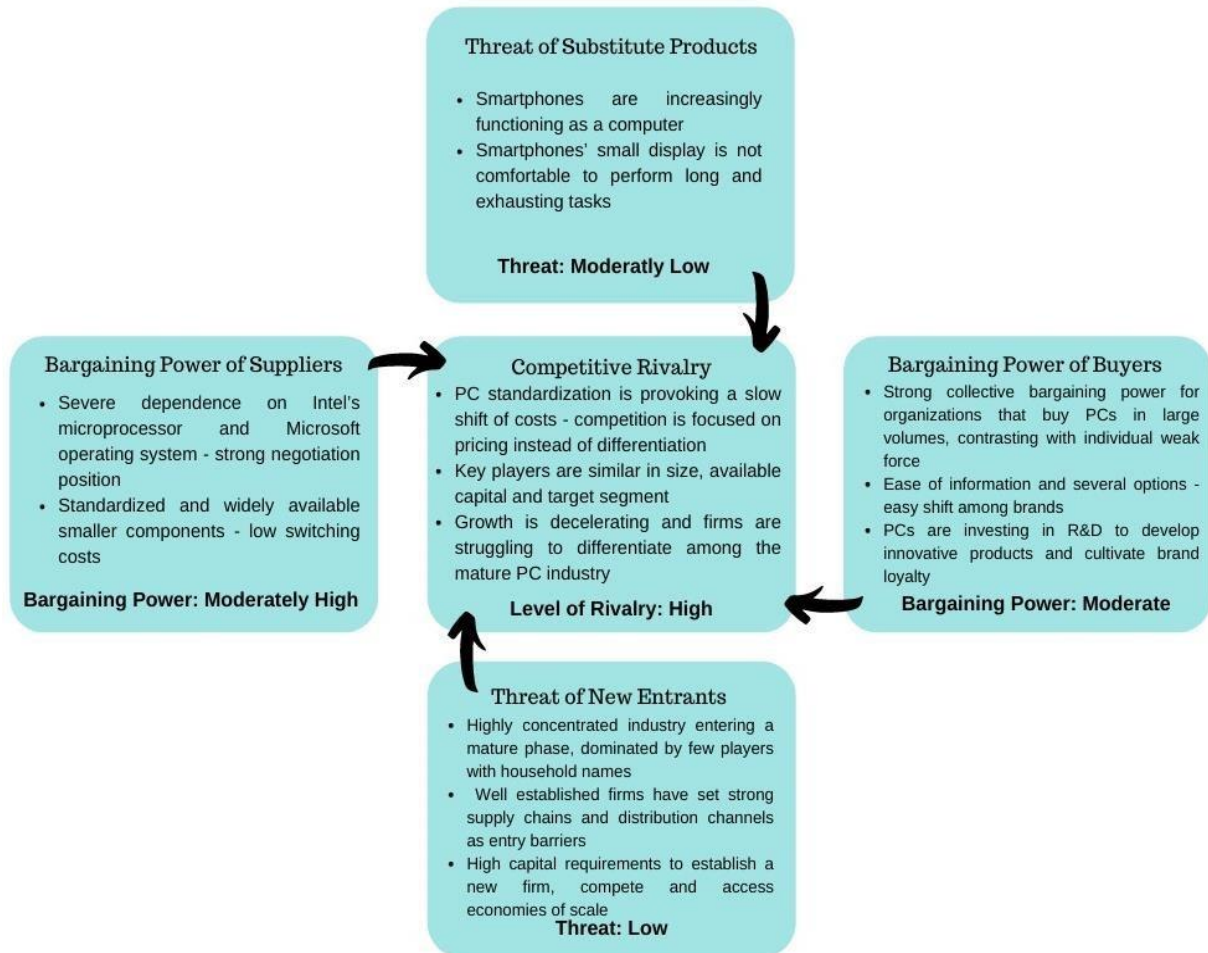 Threat of Substitute Products
• Smartphones are increasingly
functioning as a computer
• Smartphones' small display is not
comfortable to perform long and
exhausting tasks
Threat: Moderatly Low
Bargaining Power of Suppliers
• Severe dependence on Intel's
microprocessor and Microsoft
operating system - strong negotiation
position
• Standardized and widely available
smaller components - low switching
costs
Bargaining Power: Moderately High
Competitive Rivalry
• PC standardization is provoking a slow
shift of costs - competition is focused on
pricing instead of differentiation
• Key players are similar in size, available
capital and target segment
• Growth is decelerating and firms are
struggling to differentiate among the
mature PC industry
Level of Rivalry: High
Bargaining Power of Buyers
• Strong collective bargaining power for
organizations that buy PCs in large
volumes, contrasting with individual weak
force
• Ease of information and several options -
easy shift among brands
• PCs are investing in R&D to develop
innovative products and cultivate brand
loyalty
Bargaining Power: Moderate
Threat of New Entrants
• Highly concentrated industry entering a
mature phase, dominated by few players
with household names
• Well established firms have set strong
supply chains and distribution channels
as entry barriers
• High capital requirements to establish a
new firm, compete and access
economies of scale
Threat: Low